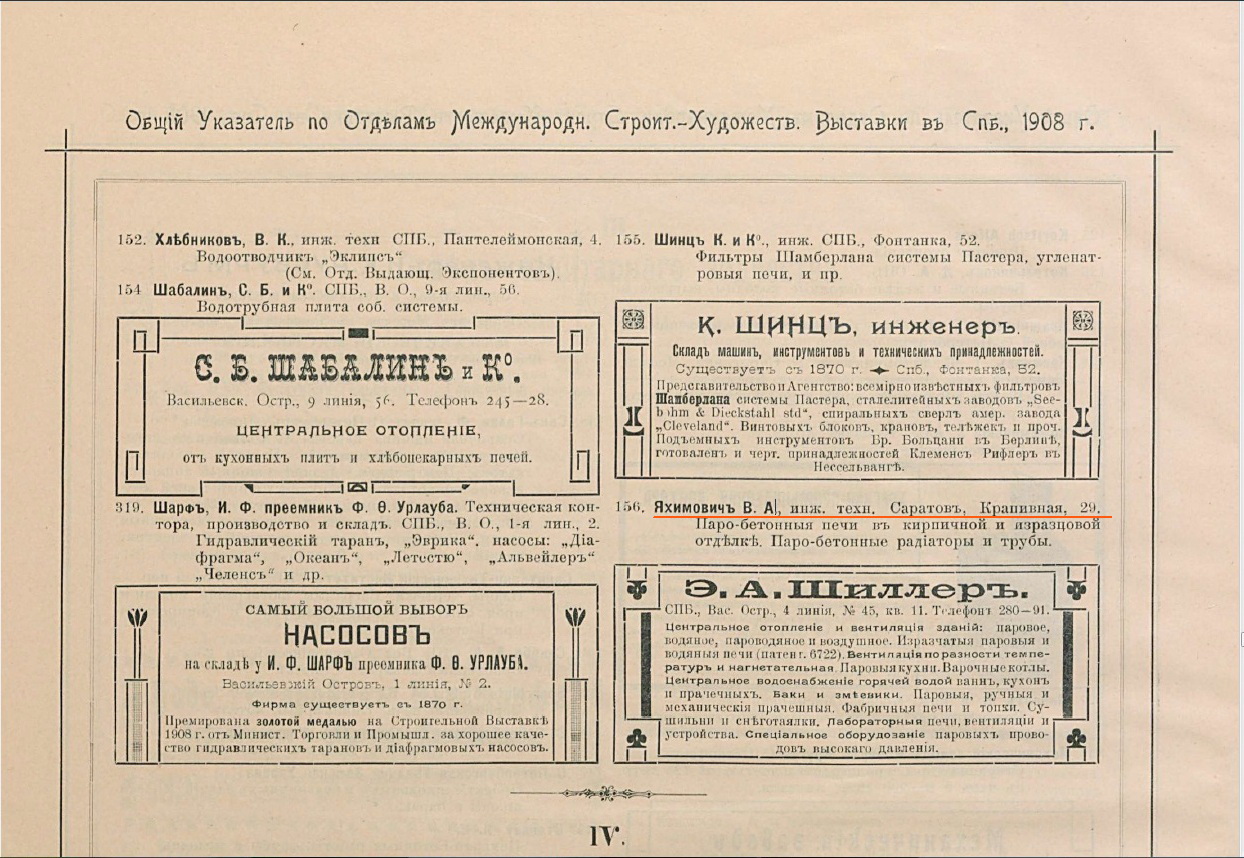 Общій Указатель по Отдѣламъ Международн. Строит.-Художеств. Выставки въ Спб., 1908 г.
152. Хлѣбниковъ, В. К., инж. техн СПБ., Пантелеймонская, 4.
Водоотводчикъ „Эклипсъ“
(См. Отд. Выдающ. Экспонентовъ).
154 Шабалинъ, С. Б. и К⁰. СПБ., В. О., 9-я лин., 56.
Водотрубная плита соб. системы.
С. Б. ШАБАЛИНЪ и К⁰.
Васильевск. Остр., 9 линія, 56. Телефонъ 245—28.
ЦЕНТРАЛЬНОЕ ОТОПЛЕНІЕ,
отъ кухонныхъ плитъ и хлѣбопекарныхъ печей.
319. Шарфъ, И. Ф. преемникъ Ф. Ѳ. Урлауба. Техническая кон-
тора, производство и складъ. СПБ., В. О., 1-я лин., 2.
Гидравлическій таранъ, „Эврика“. насосы: „Діа-
фрагма“, „Океанъ“, „Летестю“, „Альвейлеръ“
„Челенсъ“ и др.
САМЫЙ БОЛЬШОЙ ВЫБОРЪ
НАСОСОВЪ
на складѣ у И. Ф. ШАРФЪ преемника Ф. Ѳ. УРЛАУБА.
Васильевскій Островъ, 1 линія, № 2.
Фирма существуетъ съ 1870 г.
Премирована золотой медалью на Строительной Выставкѣ
1908 г. отъ Минист. Торговли и Промышл. за хорошее каче-
ство гидравлическихъ тарановъ и діафрагмовыхъ насосовъ.
155. Шинцъ К. и К⁰., инж. СПБ., Фонтанка, 52.
Фильтры Шамберлана системы Пастера, угленат-
ровыя печи, и пр.
К. ШИНЦЪ, инженеръ.
Складъ машинъ, инструментовъ и техническихъ принадлежностей.
Существуетъ съ 1870 г. Спб., Фонтанка, 52.
Представительство и Агентство: всемірно извѣстныхъ фильтровъ
Шамберлана системы Пастера, сталелитейныхъ заводовъ „See-
bohm & Dieckstahl std“, спиральныхъ сверлъ амер. завода
„Cleveland“. Винтовыхъ блоковъ, крановъ, тележекъ и проч.
Подъемныхъ инструментовъ Бр. Больцани въ Берлинѣ,
готоваленъ и черт. принадлежностей Клеменсъ Рифлеръ въ
Нессельвангѣ.
156. Яхимовичъ В. А, инж. техн. Саратовъ, Крапивная, 29.
Паро-бетонныя печи въ кирпичной и изразцовой
отдѣлкѣ. Паро-бетонные радіаторы и трубы.
Э. А. Шиллеръ.
СПБ., Вас. Остр., 4 линія, № 45, кв. 11. Телефонъ 280—91.
Центральное отопленіе и вентиляція зданій: паровое,
водяное, пароводяное и воздушное. Изразчатыя паровыя и
водяныя печи (патент. 6722). Вентиляція по разности темпе-
ратуръ и нагнетательная. Паровыя кухни. Варочные котлы.
Центральное водоснабженіе горячей водой ваннъ, кухонъ
и прачечныхъ. Баки и змѣевики. Паровыя, ручныя и
механическія прачешныя. Фабричныя печи и топки. Су-
шильни и снѣготаялки. Лабораторныя печи, вентиляціи и
устройства. Спеціальное оборудованіе паровыхъ прово-
довъ высокаго давленія.
IV.